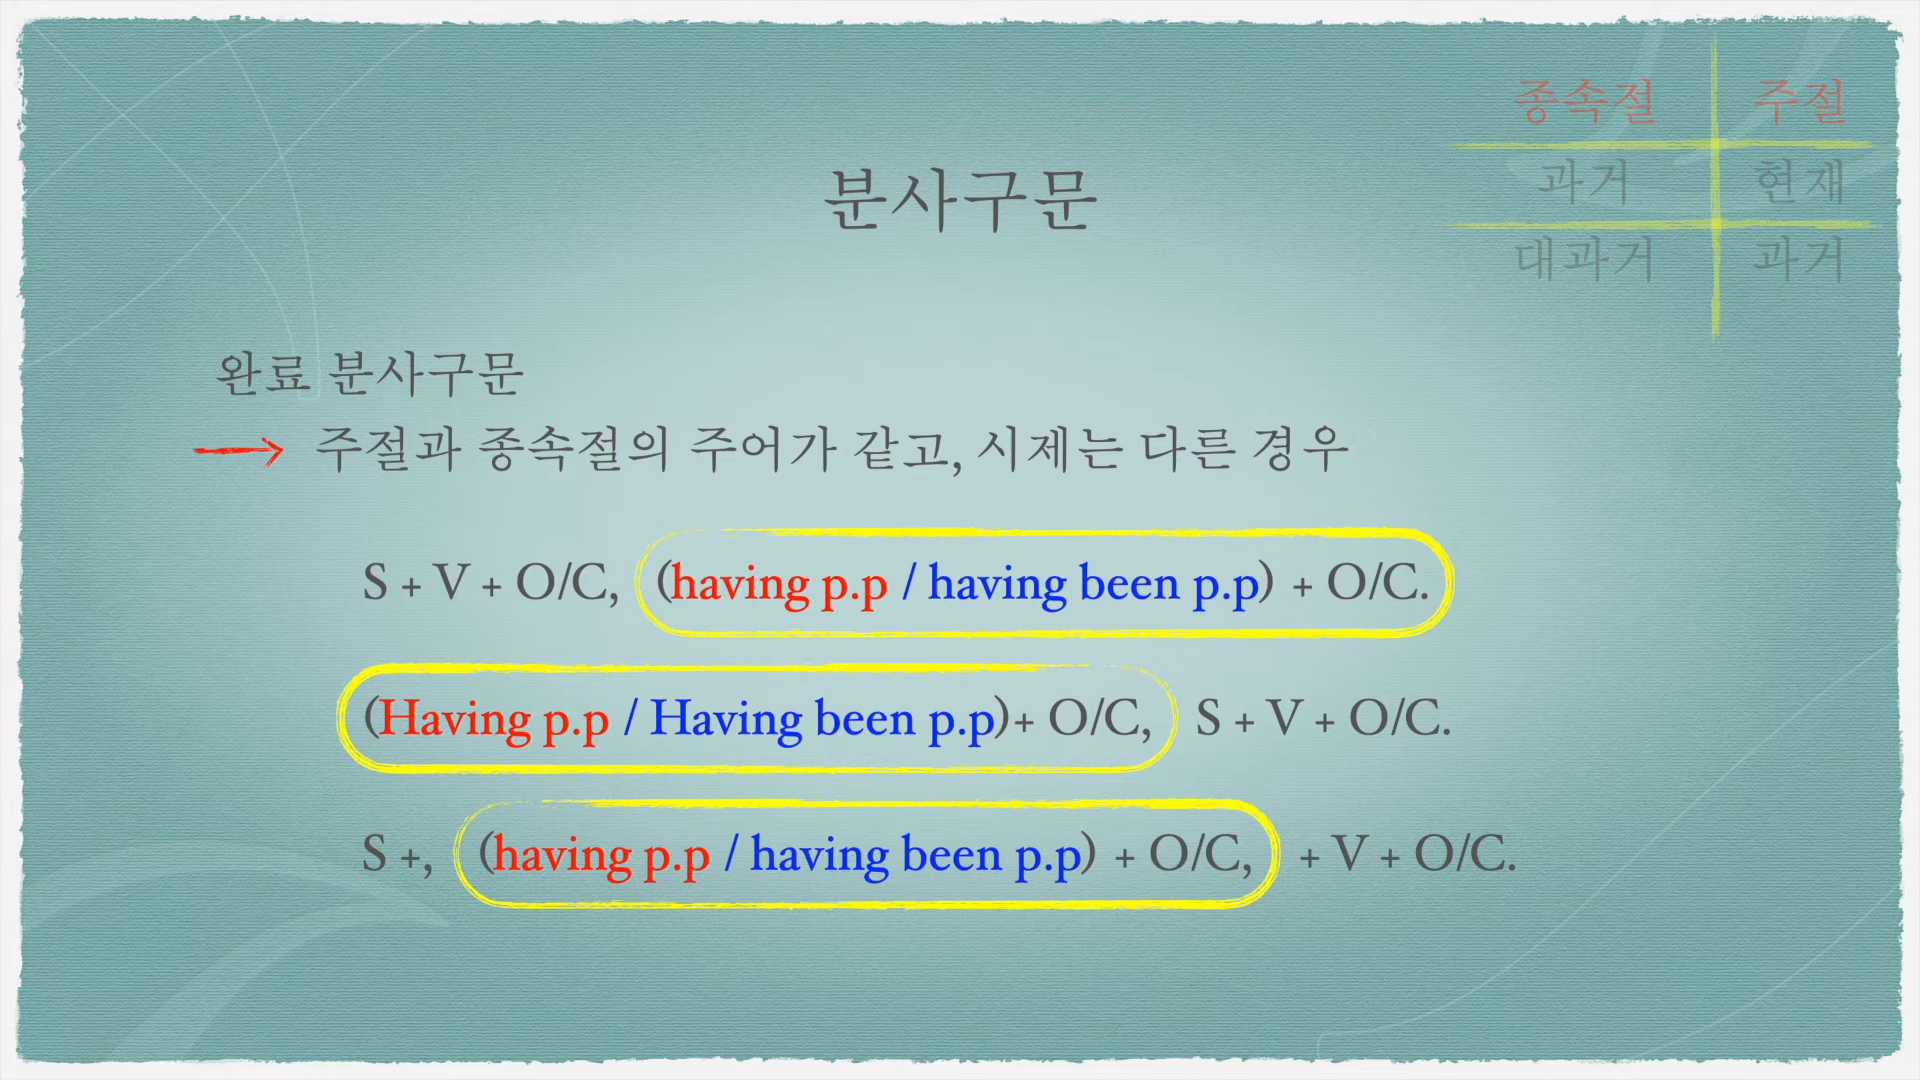 종속절 주절
과거 현재
대과거 과거
분사구문
완료 분사구문
주절과 종속절의 주어가 같고, 시제는 다른 경우
S + V + O/C, (having p.p / having been p.p) + O/C.
(Having p.p / Having been p.p)+ O/C, S + V + O/C.
S +, (having p.p / having been p.p) + O/C, + V + O/C.